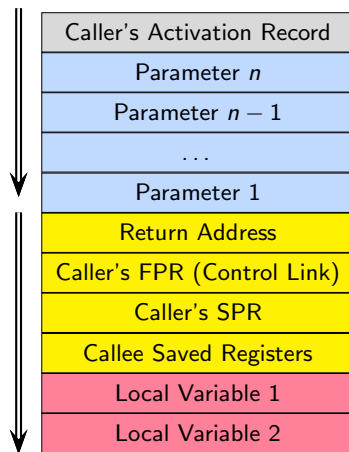 Caller's Activation Record
Parameter n
Parameter n − 1
...
Parameter 1
Return Address
Caller's FPR (Control Link)
Caller's SPR
Callee Saved Registers
Local Variable 1
Local Variable 2